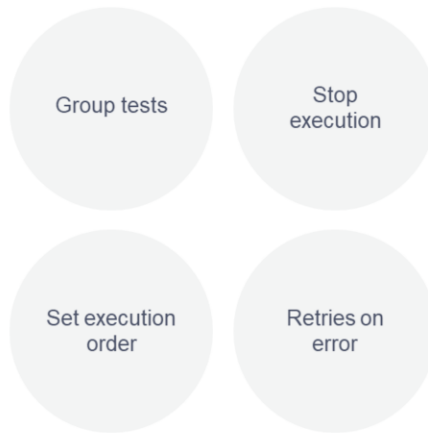 Group tests
Stop
execution
Set execution
order
Retries on
error